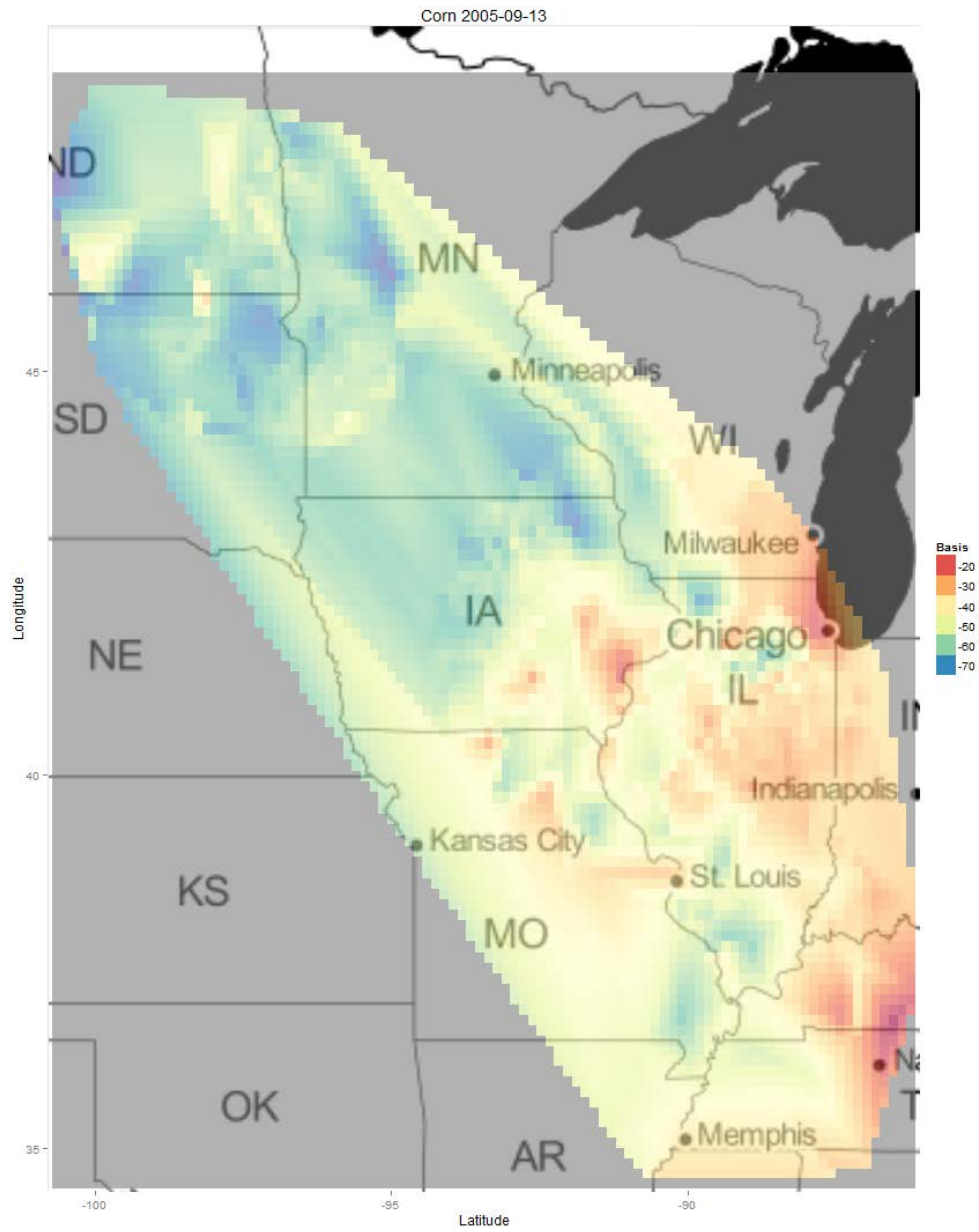 Corn 2005-09-13
ND
MN
45
Minneapolis
SD
WI
Milwaukee
Basis
-20
-30
-40
-50
-60
-70
IA
Chicago
NE
IL
IN
40
Indianapolis
Kansas City
St. Louis
KS
MO
Na
OK
T
Memphis
35
AR
-100
-95
-90
Latitude
Longitude